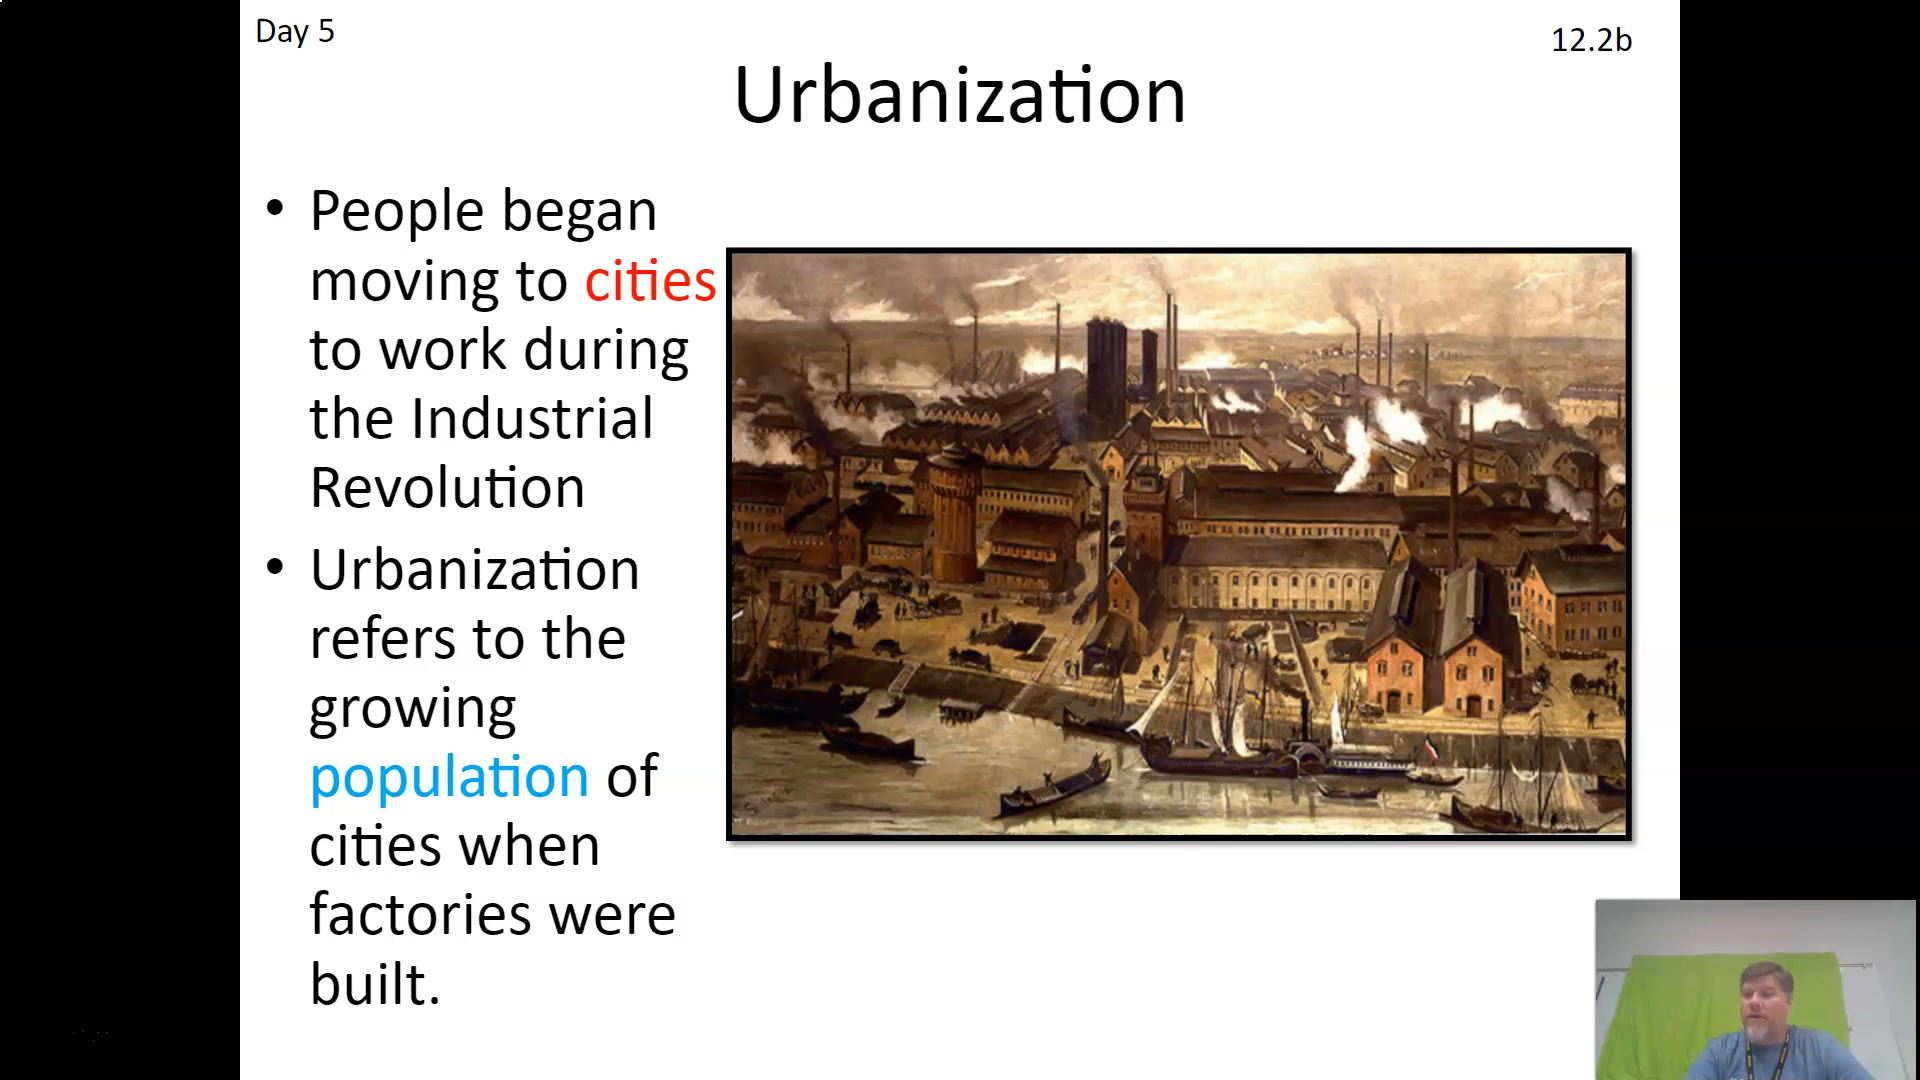 Day 5
12.2b
Urbanization
• People began
moving to cities
to work during
the Industrial
Revolution
• Urbanization
refers to the
growing
population of
cities when
factories were
built.